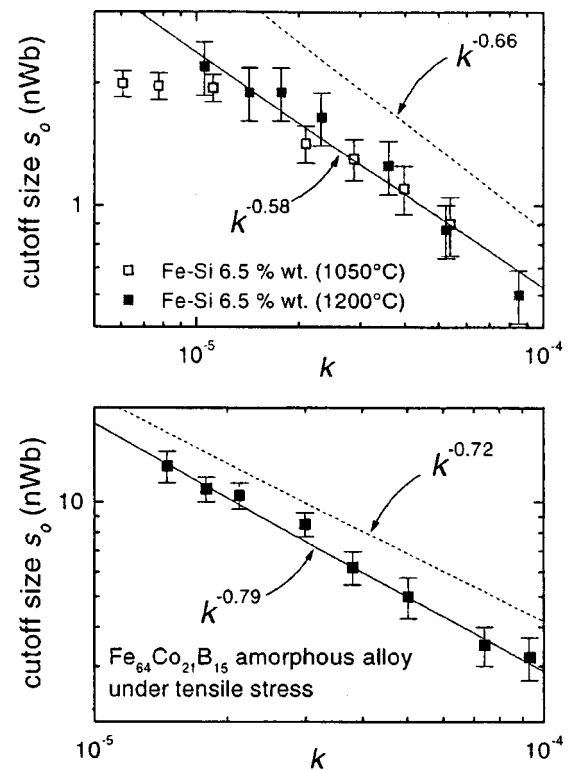 cutoff size s_o (nWb)
1
k^-0.66
k^-0.58
Fe-Si 6.5 % wt. (1050°C)
Fe-Si 6.5 % wt. (1200°C)
10^-5
10^-4
k
cutoff size s_o (nWb)
10
k^-0.72
k^-0.79
Fe_64Co_21B_15 amorphous alloy
under tensile stress
10^-5
10^-4
k